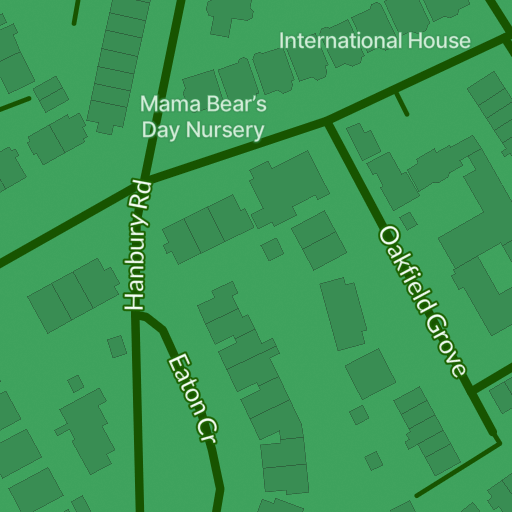 International House
Mama Bear’s
Day Nursery
Hanbury Rd
Oakfield Grove
Eaton Cr